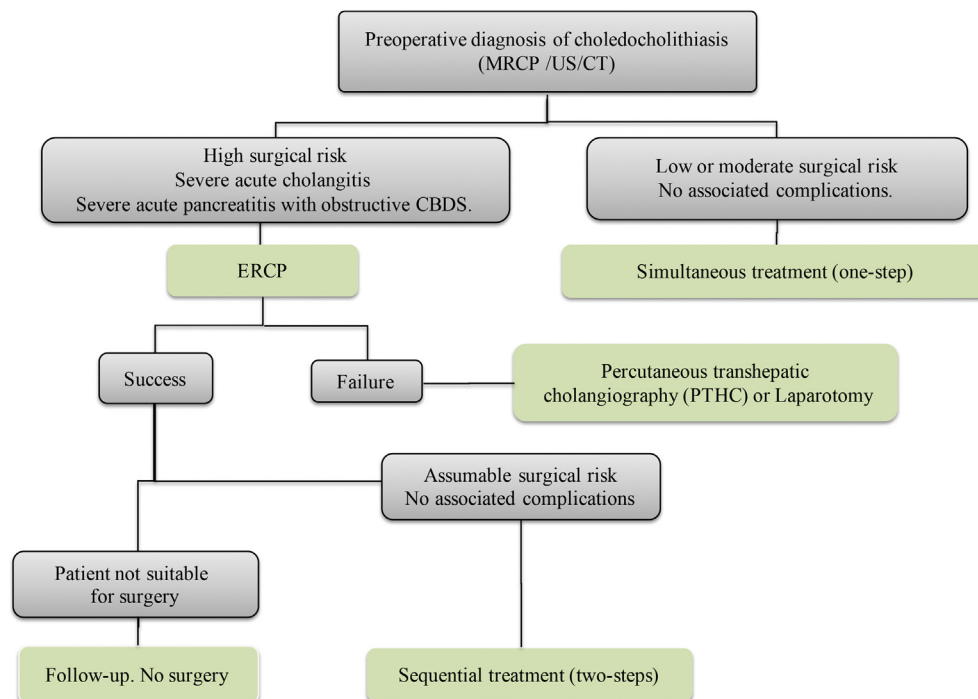 Preoperative diagnosis of choledocholithiasis
(MRCP /US/CT)
High surgical risk
Severe acute cholangitis
Severe acute pancreatitis with obstructive CBDS.
Low or moderate surgical risk
No associated complications.
ERCP
Simultaneous treatment (one-step)
Success
Failure
Percutaneous transhepatic
cholangiography (PTHC) or Laparotomy
Assumable surgical risk
No associated complications
Patient not suitable
for surgery
Follow-up. No surgery
Sequential treatment (two-steps)